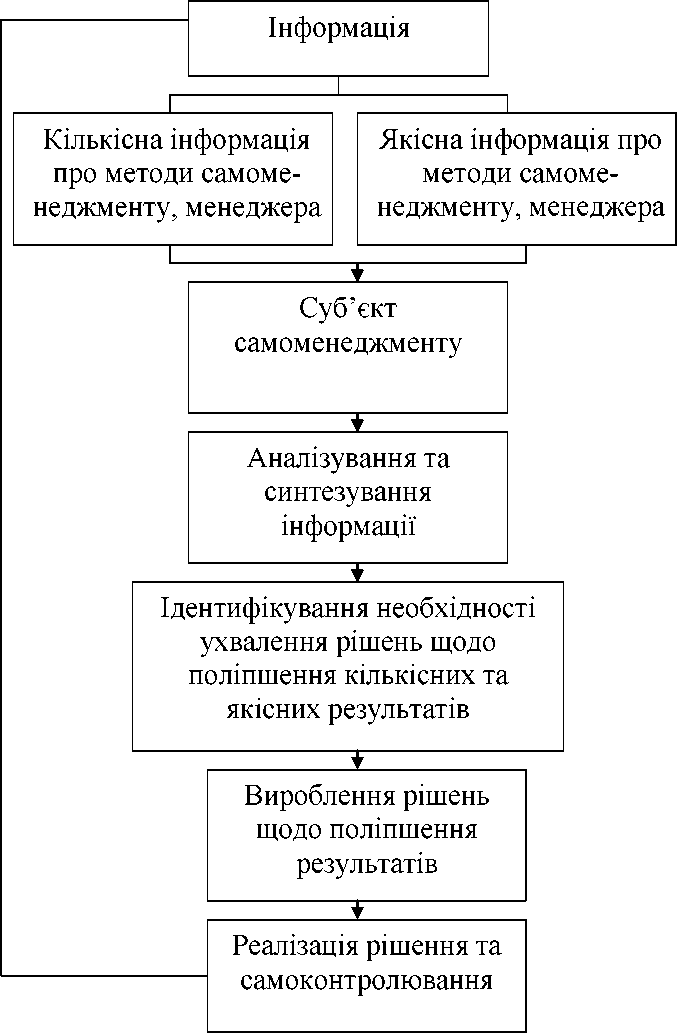 Інформація
Кількісна інформація
про методи самоме-
неджменту, менеджера
Якісна інформація про
методи самоме-
неджменту, менеджера
Суб’єкт
самоменеджменту
Аналізування та
синтезування
інформації
Ідентифікування необхідності
ухвалення рішень щодо
поліпшення кількісних та
якісних результатів
Вироблення рішень
щодо поліпшення
результатів
Реалізація рішення та
самоконтролювання